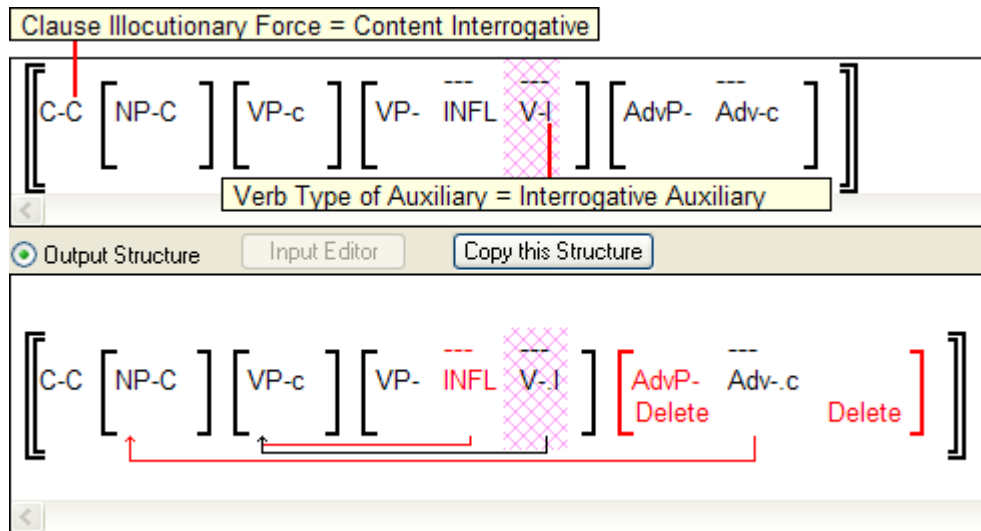 Clause Illocutionary Force = Content Interrogative
--- --- ---
C-C NP-C VP-c VP- INFL V-I AdvP- Adv-c
Verb Type of Auxiliary = Interrogative Auxiliary
Output Structure Input Editor Copy this Structure
--- --- ---
C-C NP-C VP-c VP- INFL V-.I AdvP- Adv-.c
Delete Delete